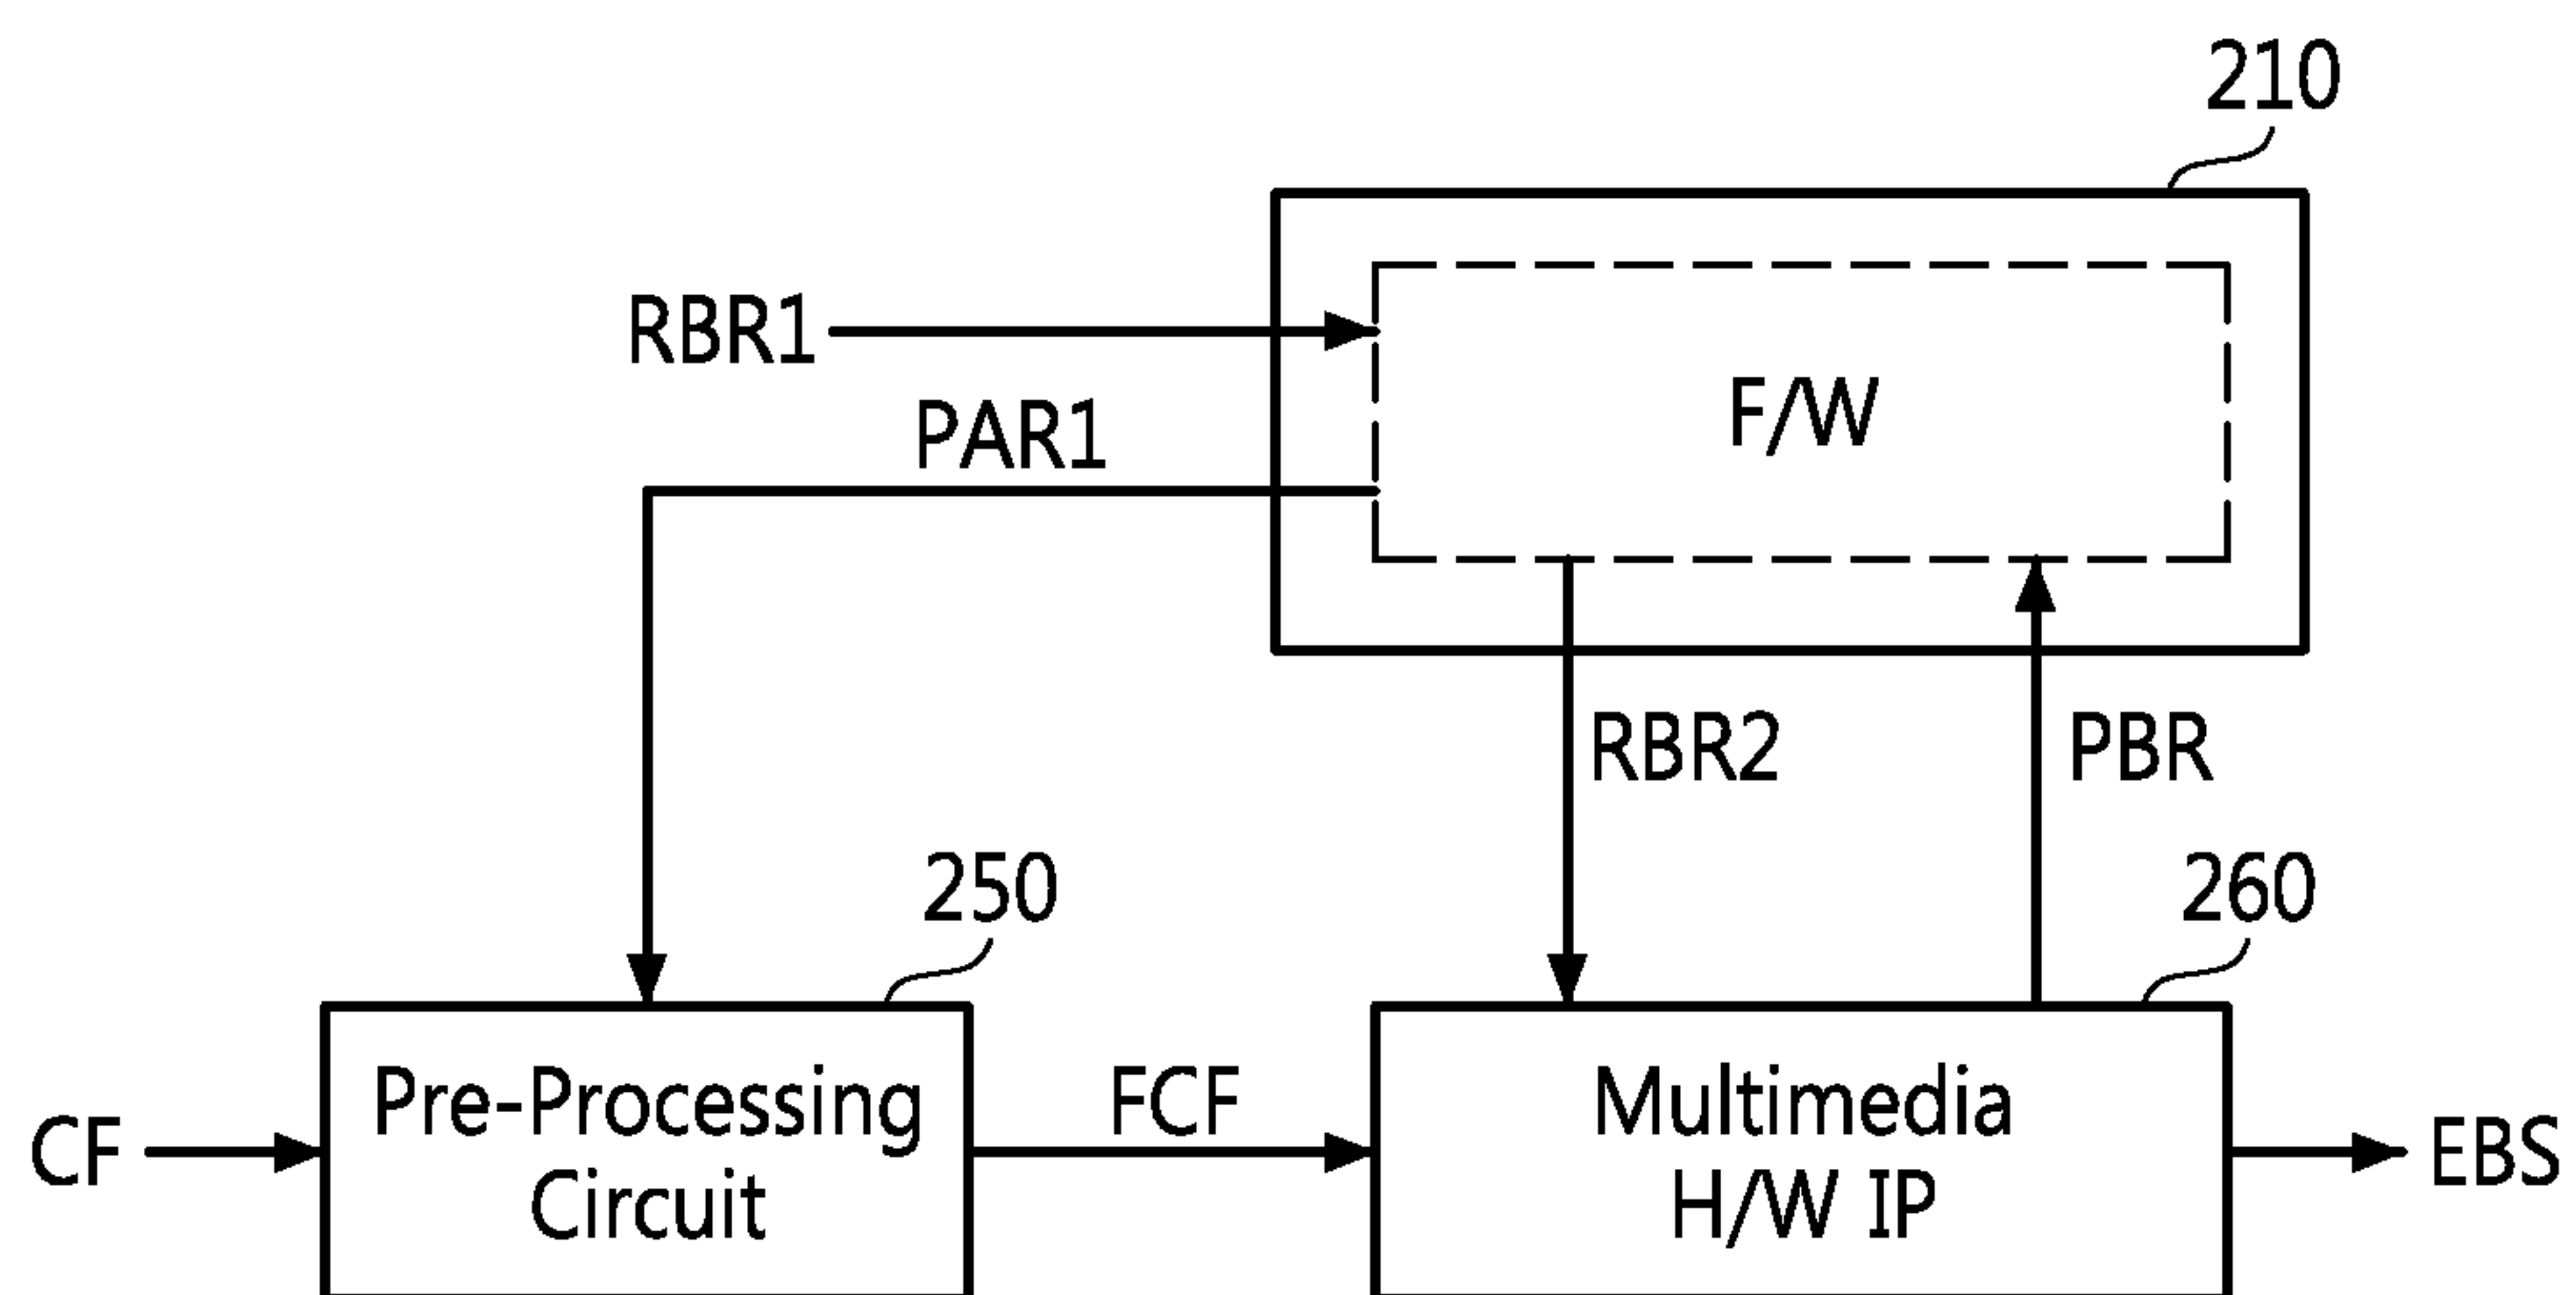 210
RBR1
F/W
PAR1
RBR2
PBR
250
260
CF
Pre-Processing
Circuit
FCF
Multimedia
H/W IP
EBS